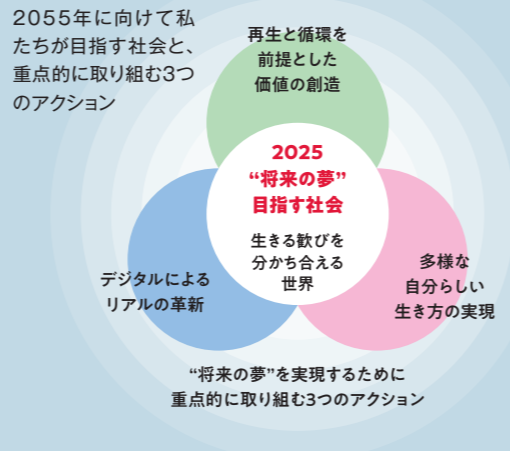 2055年に向けて私
たちが目指す社会と、
重点的に取り組む3つ
のアクション
再生と循環を
前提とした
価値の創造
2025
“将来の夢”
目指す社会
生きる歓びを
分かち合える
世界
デジタルによる
リアルの革新
多様な
自分らしい
生き方の実現
“将来の夢”を実現するために
重点的に取り組む3つのアクション